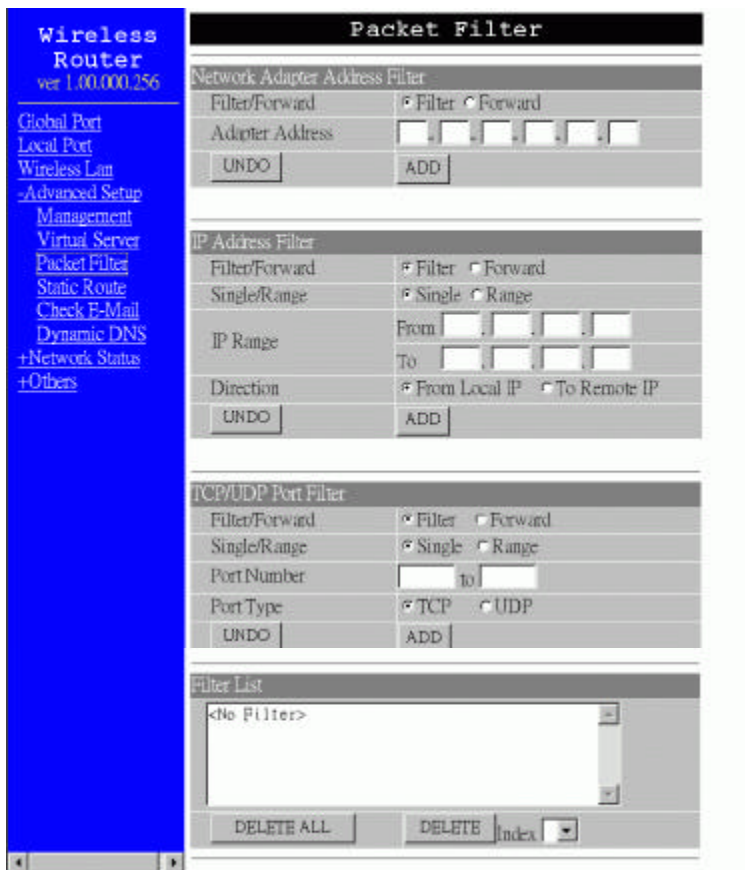 Wireless
Router
ver 1.00.000.256
Global Port
Local Port
Wireless Lan
-Advanced Setup
Management
Virtual Server
Packet Filter
Static Route
Check E-Mail
Dynamic DNS
+Network Status
+Others
Packet Filter
Network Adapter Address Filter
Filter/Forward Filter Forward
Adapter Address - - - - -
UNDO ADD
IP Address Filter
Filter/Forward Filter Forward
Single/Range Single Range
IP Range
From . . .
To . . .
Direction From Local IP To Remote IP
UNDO ADD
TCP/UDP Port Filter
Filter/Forward Filter Forward
Single/Range Single Range
Port Number to
Port Type TCP UDP
UNDO ADD
Filter List
<No Filter>
DELETE ALL DELETE Index